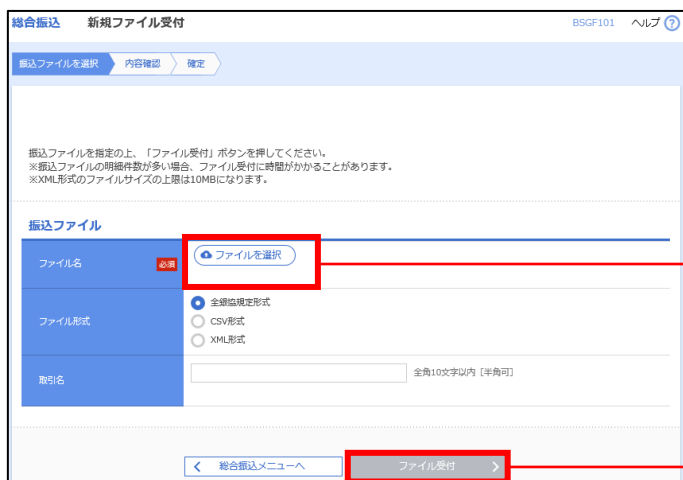 総合振込 新規ファイル受付 BSGF101 ヘルプ ?
振込ファイルを選択 内容確認 確定
振込ファイルを指定の上、「ファイル受付」ボタンを押してください。
※振込ファイルの明細件数が多い場合、ファイル受付に時間がかかることがあります。
※XML形式のファイルサイズの上限は10MBになります。
振込ファイル
ファイル名 必須 ファイルを選択
ファイル形式
全銀協規定形式
CSV形式
XML形式
取引名 全角10文字以内［半角可］
総合振込メニューへ ファイル受付